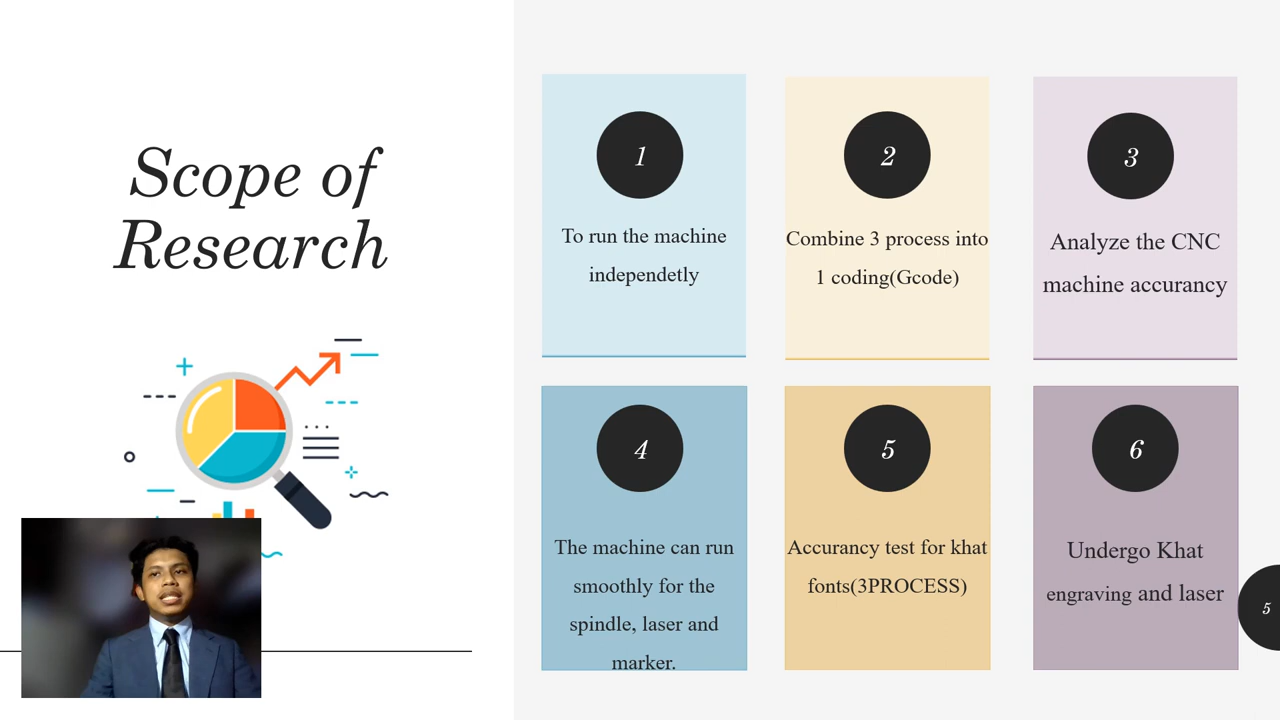 Scope of
Research
1
To run the machine
independetly
2
Combine 3 process into
1 coding(Gcode)
3
Analyze the CNC
machine accurancy
4
The machine can run
smoothly for the
spindle, laser and
marker.
5
Accurancy test for khat
fonts(3PROCESS)
6
Undergo Khat
engraving and laser
5